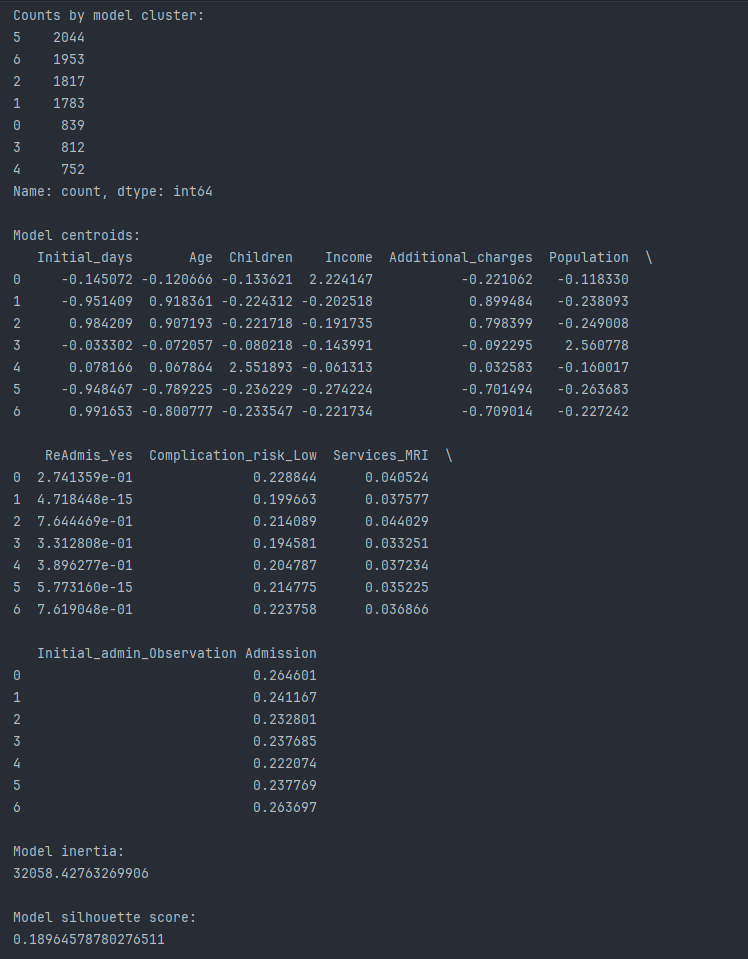 Counts by model cluster:
5    2044
6    1953
2    1817
1    1783
0     839
3     812
4     752
Name: count, dtype: int64

Model centroids:
   Initial_days       Age  Children    Income  Additional_charges  Population  \
0     -0.145072 -0.120666 -0.133621  2.224147           -0.221062   -0.118330
1     -0.951409  0.918361 -0.224312 -0.202518            0.899484   -0.238093
2      0.984209  0.907193 -0.221718 -0.191735            0.798399   -0.249008
3     -0.033302 -0.072057 -0.080218 -0.143991           -0.092295    2.560778
4      0.078166  0.067864  2.551893 -0.061313            0.032583   -0.160017
5     -0.948467 -0.789225 -0.236229 -0.274224           -0.701494   -0.263683
6      0.991653 -0.800777 -0.233547 -0.221734           -0.709014   -0.227242

    ReAdmis_Yes  Complication_risk_Low  Services_MRI  \
0  2.741359e-01               0.228844      0.040524
1  4.718448e-15               0.199663      0.037577
2  7.644469e-01               0.214089      0.044029
3  3.312808e-01               0.194581      0.033251
4  3.896277e-01               0.204787      0.037234
5  5.773160e-15               0.214775      0.035225
6  7.619048e-01               0.223758      0.036866

   Initial_admin_Observation Admission
0                             0.264601
1                             0.241167
2                             0.232801
3                             0.237685
4                             0.222074
5                             0.237769
6                             0.263697

Model inertia:
32058.42763269906

Model silhouette score:
0.18964578780276511